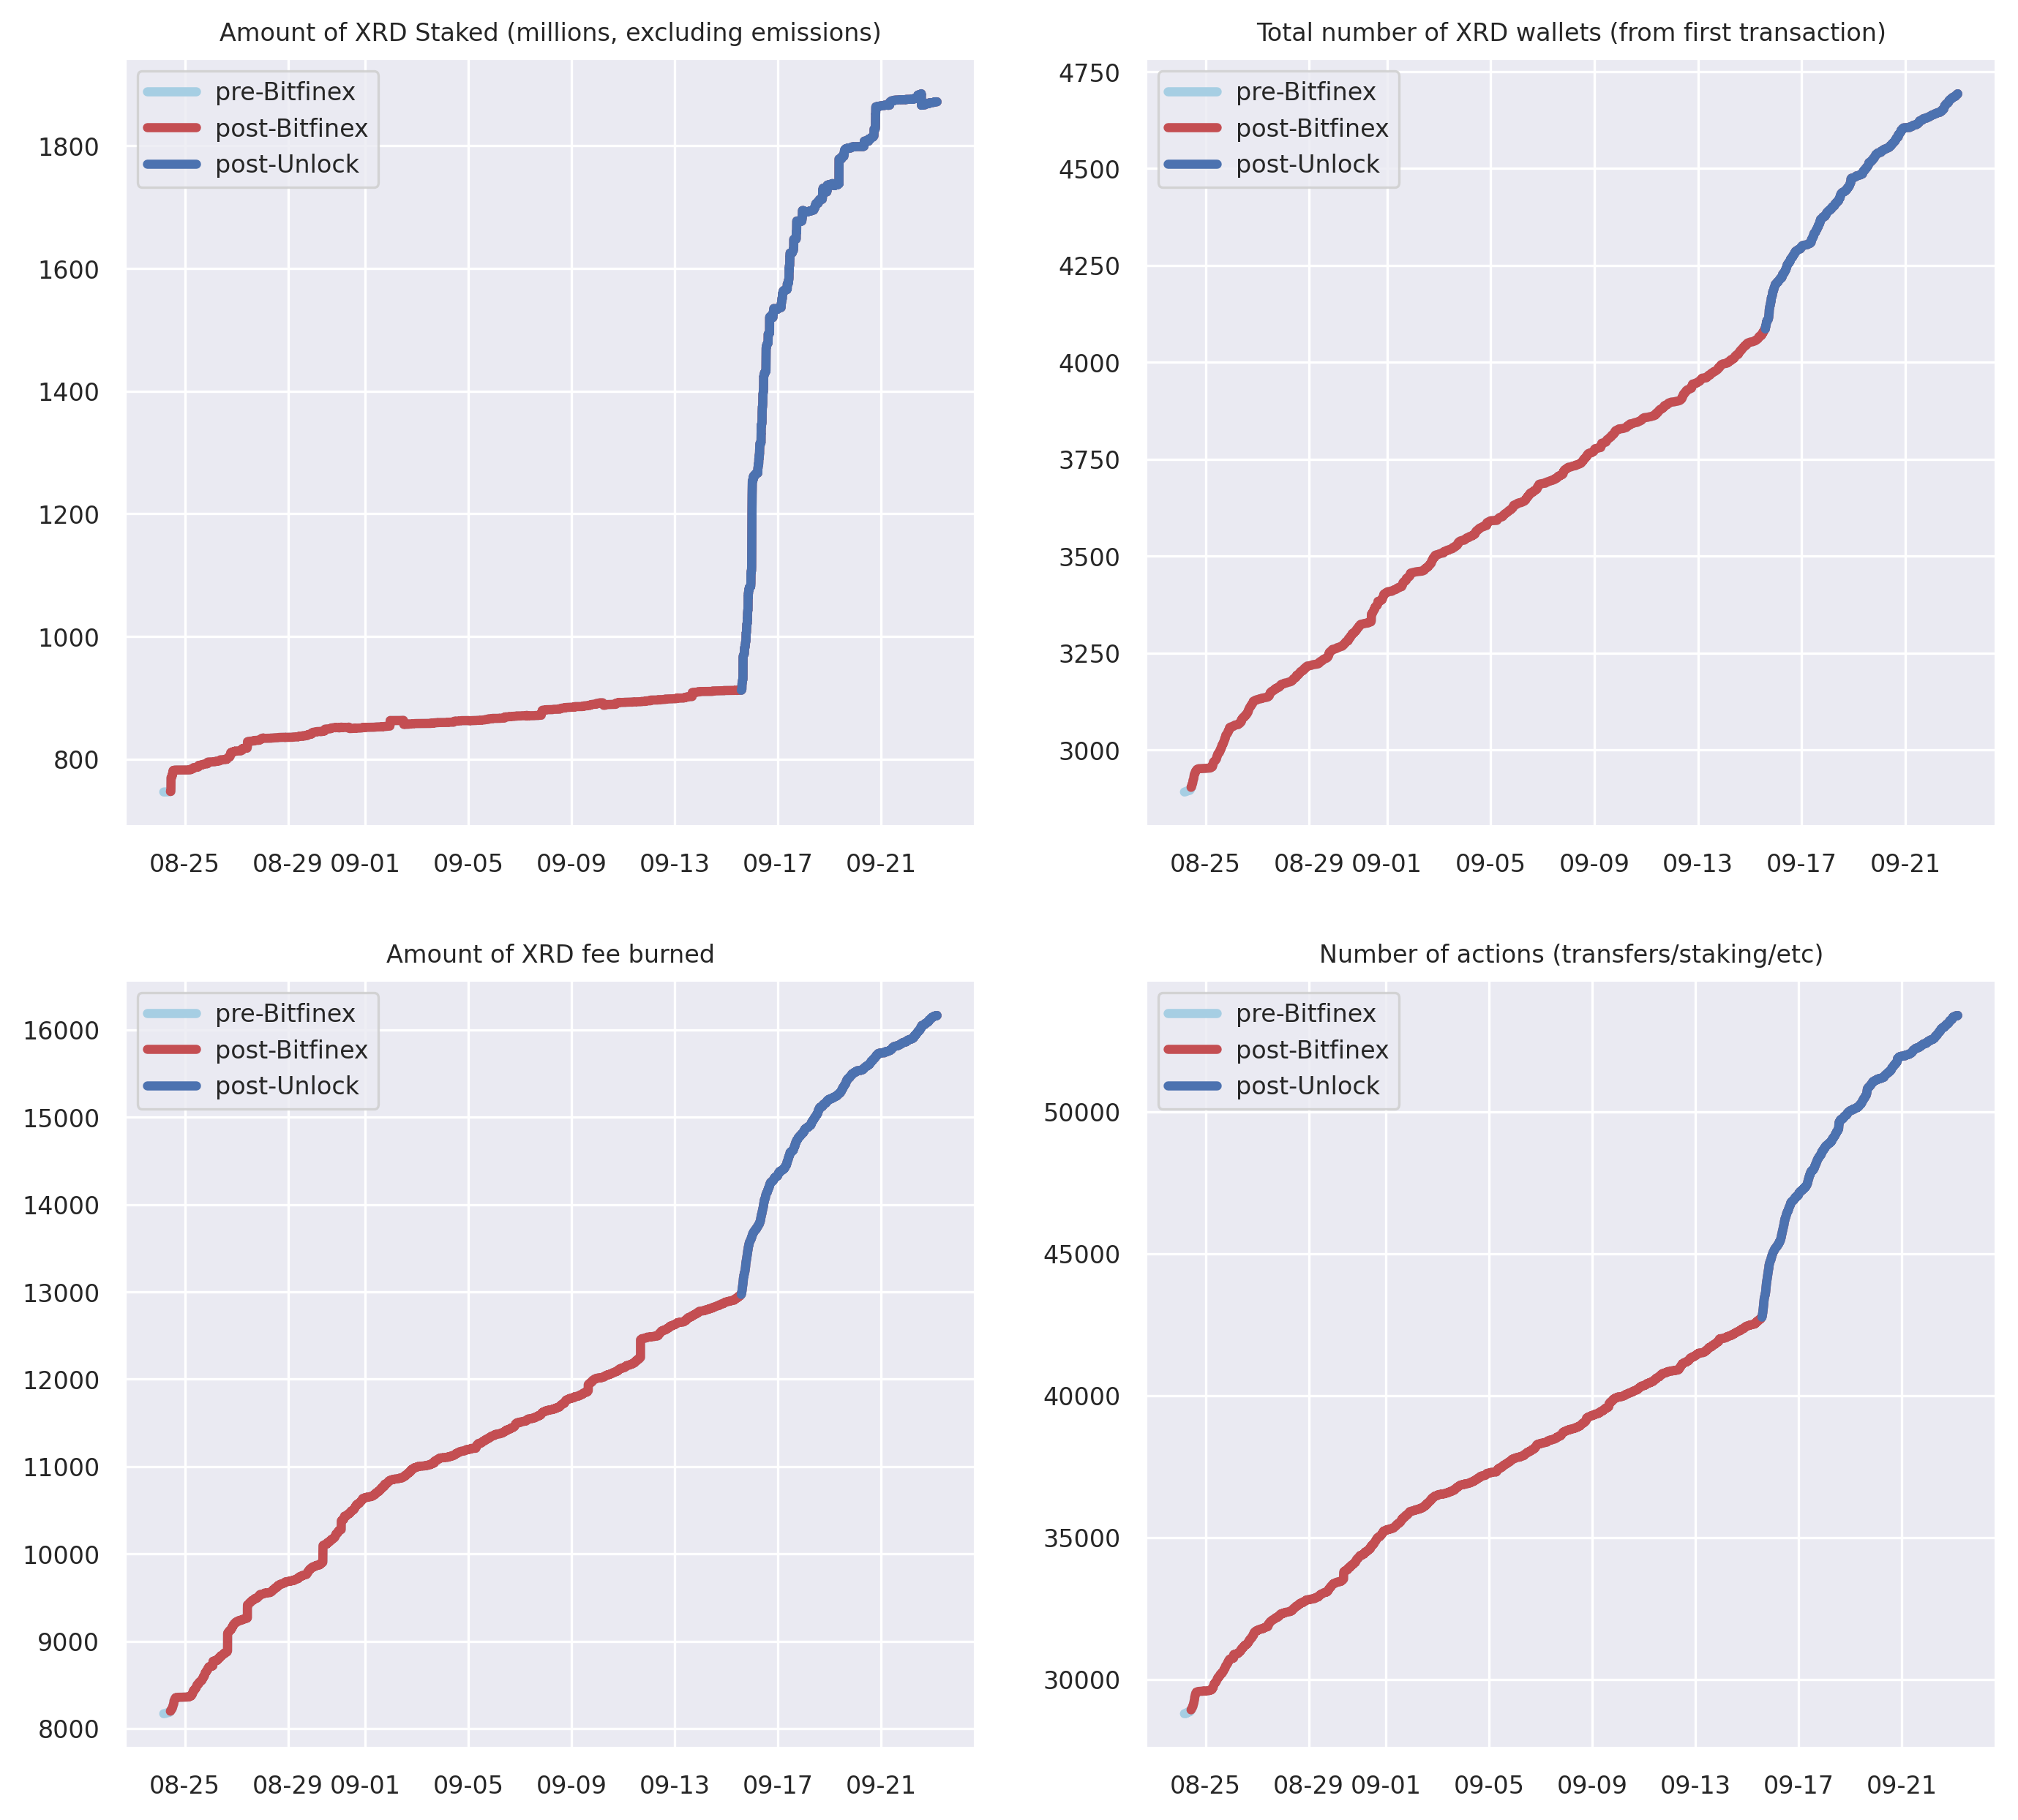 Amount of XRD Staked (millions, excluding emissions)
pre-Bitfinex
post-Bitfinex
post-Unlock
1800
1600
1400
1200
1000
800
08-25 08-29 09-01 09-05 09-09 09-13 09-17 09-21
Total number of XRD wallets (from first transaction)
pre-Bitfinex
post-Bitfinex
post-Unlock
4750
4500
4250
4000
3750
3500
3250
3000
08-25 08-29 09-01 09-05 09-09 09-13 09-17 09-21
Amount of XRD fee burned
pre-Bitfinex
post-Bitfinex
post-Unlock
16000
15000
14000
13000
12000
11000
10000
9000
8000
08-25 08-29 09-01 09-05 09-09 09-13 09-17 09-21
Number of actions (transfers/staking/etc)
pre-Bitfinex
post-Bitfinex
post-Unlock
50000
45000
40000
35000
30000
08-25 08-29 09-01 09-05 09-09 09-13 09-17 09-21